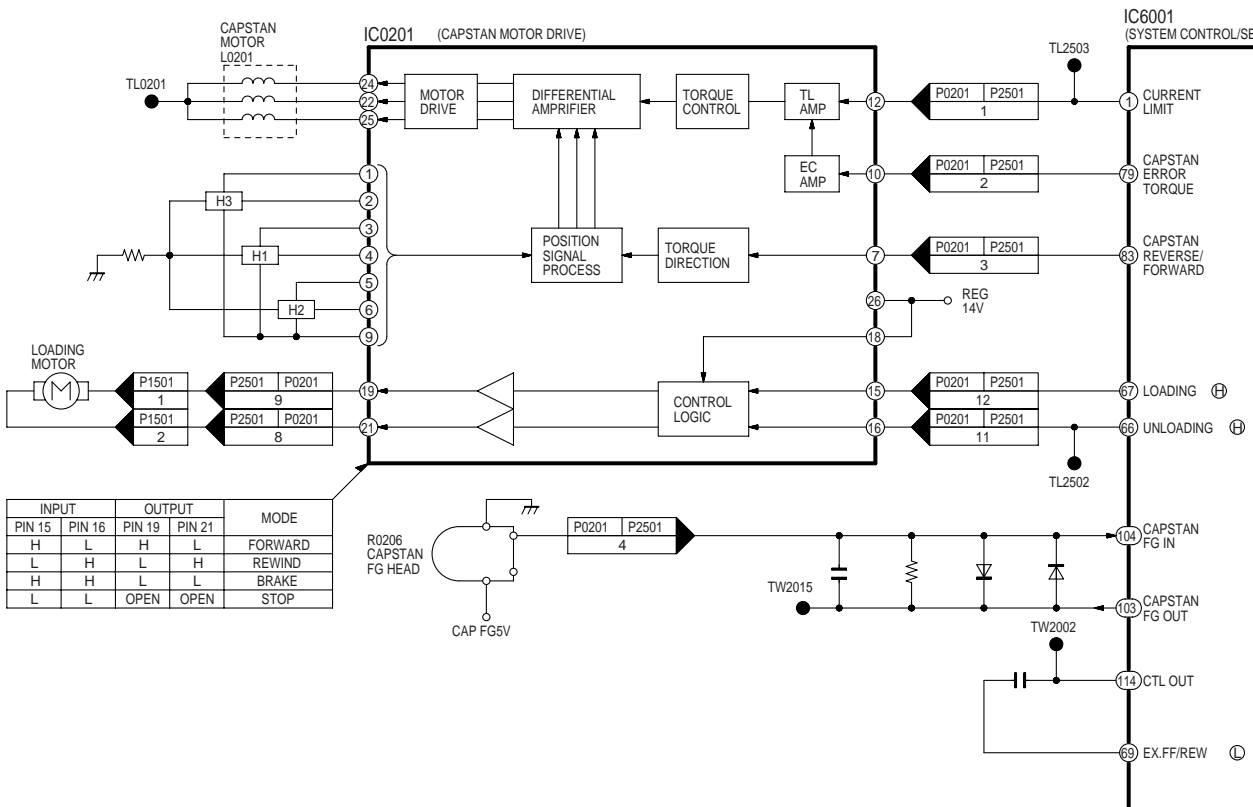 CAPSTAN
MOTOR
L0201
IC0201 (CAPSTAN MOTOR DRIVE)
IC6001
TL2503
TL0201
24
22
25
MOTOR
DRIVE
DIFFERENTIAL
AMPRIFIER
TORQUE
CONTROL
TL
AMP
12
P0201 P2501
1
1
CURRENT
LIMIT
EC
AMP
10
P0201 P2501
2
79
CAPSTAN
ERROR
TORQUE
1
H3
2
3
H1
4
5
H2
6
9
POSITION
SIGNAL
PROCESS
TORQUE
DIRECTION
7
P0201 P2501
3
83
CAPSTAN
REVERSE/
FORWARD
26
REG
14V
18
LOADING
MOTOR
M
P1501
1
P2501 P0201
9
19
P1501
2
P2501 P0201
8
21
CONTROL
LOGIC
15
P0201 P2501
12
67 LOADING H
16
P0201 P2501
11
66 UNLOADING H
TL2502
INPUT OUTPUT MODE
PIN 15 PIN 16 PIN 19 PIN 21
H L H L FORWARD
L H L H REWIND
H H L L BRAKE
L L OPEN OPEN STOP
R0206
CAPSTAN
FG HEAD
P0201 P2501
4
CAP FG5V
104 CAPSTAN
FG IN
TW2015
103 CAPSTAN
FG OUT
TW2002
114 CTL OUT
69 EX.FF/REW L